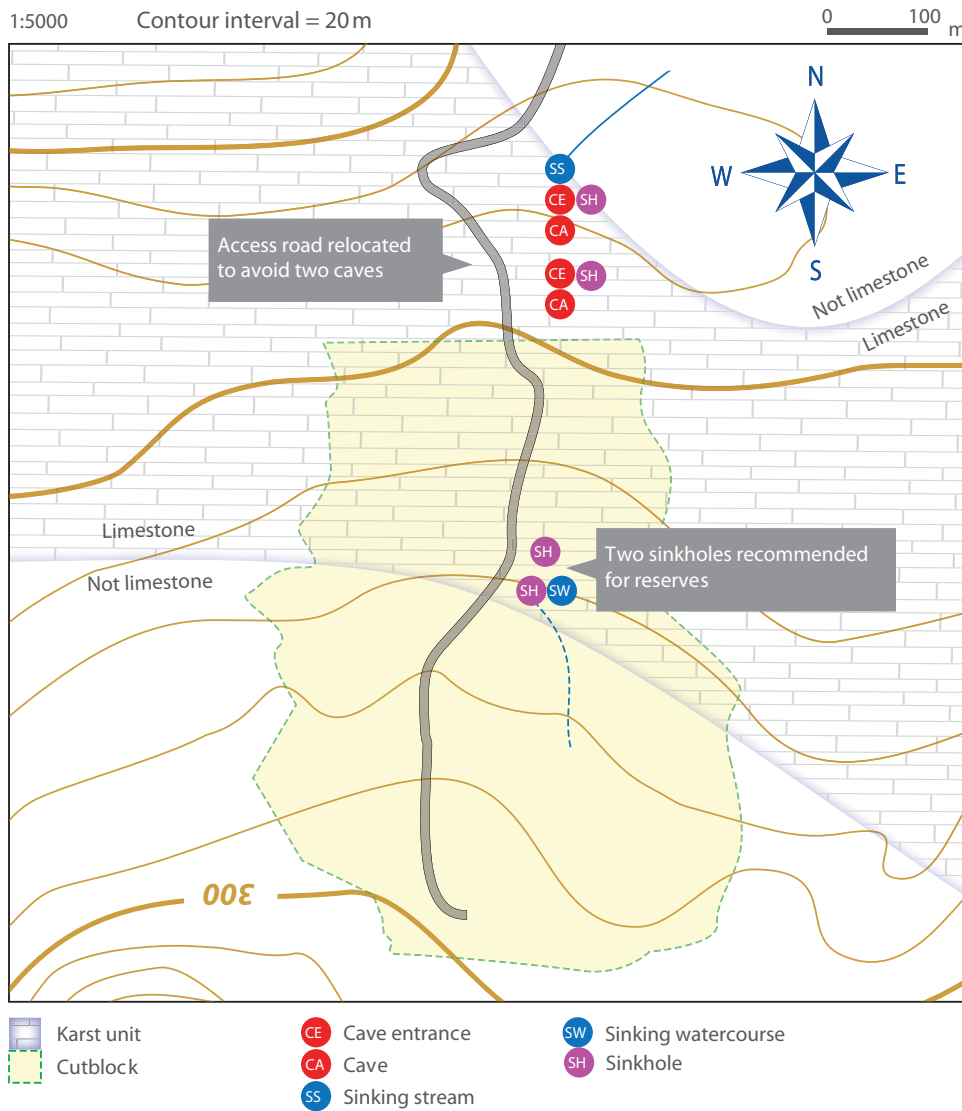 1:5000
Contour interval = 20 m
0 100
m
N
W E
S
SS
CE SH
CA
Access road relocated
to avoid two caves
CE SH
CA
Not limestone
Limestone
Limestone
Not limestone
SH
Two sinkholes recommended
for reserves
SH SW
300
Karst unit
Cutblock
CE Cave entrance
CA Cave
SS Sinking stream
SW Sinking watercourse
SH Sinkhole